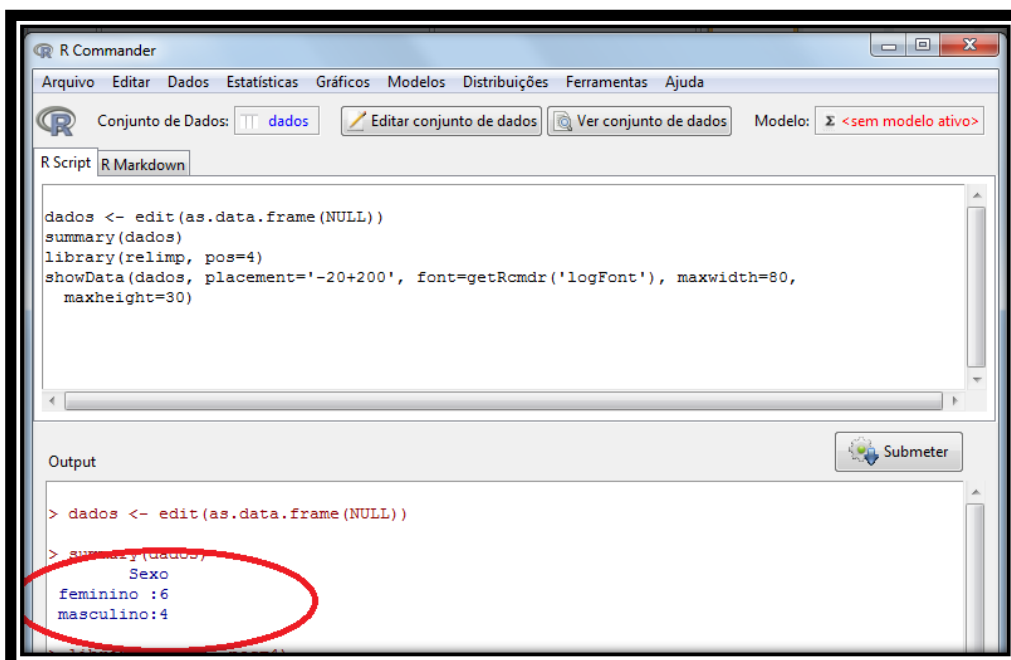 R Commander
Arquivo Editar Dados Estatísticas Gráficos Modelos Distribuições Ferramentas Ajuda
R Conjunto de Dados: dados Editar conjunto de dados Ver conjunto de dados Modelo: Σ <sem modelo ativo>
R Script R Markdown
dados <- edit(as.data.frame(NULL))
summary(dados)
library(relimp, pos=4)
showData(dados, placement='-20+200', font=getRcmdr('logFont'), maxwidth=80,
maxheight=30)
Submeter
Output
> dados <- edit(as.data.frame(NULL))
> summary(dados)
Sexo
feminino :6
masculino:4